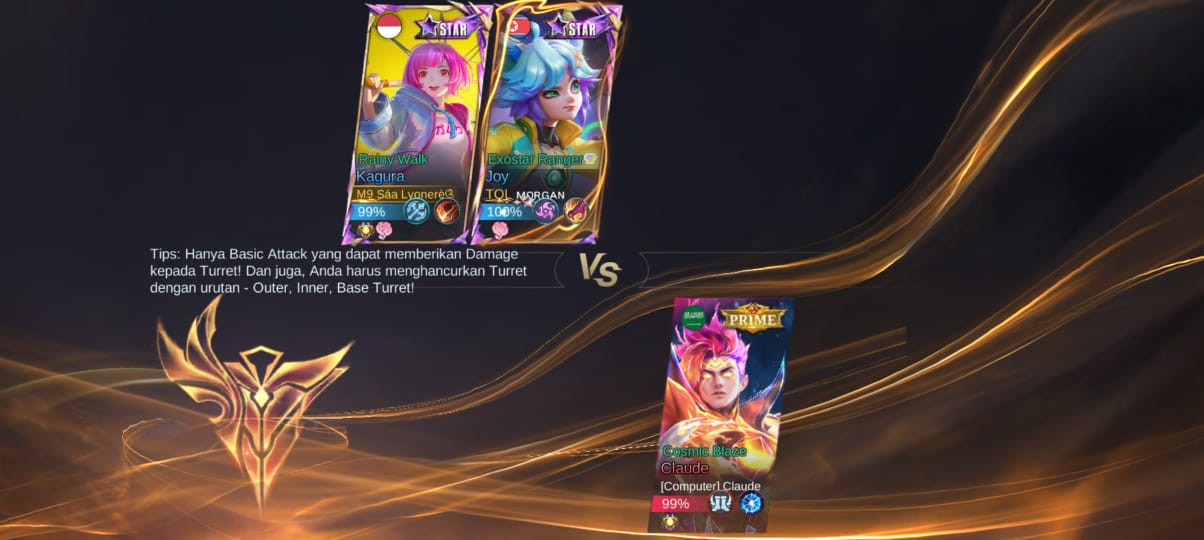 STAR
STAR
Rainy Walk
Kagura
M9 Sáa Lyonerè
99%
Exostar Ranger
Joy
TOL MORGAN
100%
Tips: Hanya Basic Attack yang dapat memberikan Damage
kepada Turret! Dan juga, Anda harus menghancurkan Turret
dengan urutan - Outer, Inner, Base Turret!
VS
PRIME
Cosmic Blaze
Claude
[Computer] Claude
99%